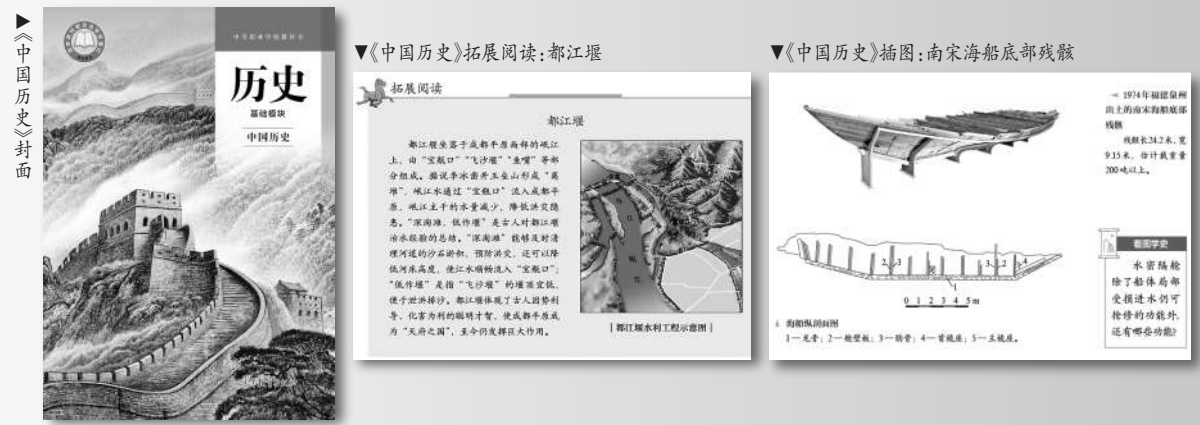 ▶《中国历史》封面
中等职业学校教科书
历史
基础模块
中国历史
▼《中国历史》拓展阅读:都江堰
拓展阅读
都江堰
都江堰坐落于成都平原西部的岷江
上，由“宝瓶口”“飞沙堰”“鱼嘴”等部
分组成。据说李冰凿开玉垒山形成“离
堆”，岷江水通过“宝瓶口”流入成都平
原，岷江主干的水量减少，降低洪灾隐
患。“深淘滩，低作堰”是古人对都江堰
治水经验的总结。“深淘滩”能够及时清
理河道的沙石淤积，预防洪灾，还可以降
低河床高度，使江水顺畅流入“宝瓶口”；
“低作堰”是指“飞沙堰”的堰顶宜低，
便于泄洪排沙。都江堰体现了古人因势利
导、化害为利的聪明才智，使成都平原成
为“天府之国”，至今仍发挥巨大作用。
都江堰水利工程示意图
▼《中国历史》插图:南宋海船底部残骸
1974年福建泉州
出土的南宋海船底部
残骸
残骸长24.2米，宽
9.15米，估计载重量
200吨以上。
2 3 3 2 4
1
0 1 2 3 4 5m
海船纵剖面图
1—龙骨；2—舱壁板；3—肋骨；4—首桅座；5—主桅座。
看图学史
水密隔舱
除了船体局部
受损进水仍可
抢修的功能外，
还有哪些功能？